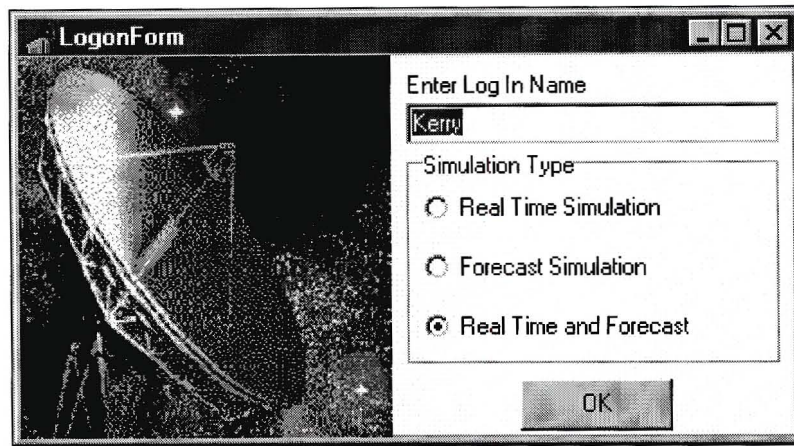 LogonForm
Enter Log In Name
Kerry
Simulation Type
Real Time Simulation
Forecast Simulation
Real Time and Forecast
OK